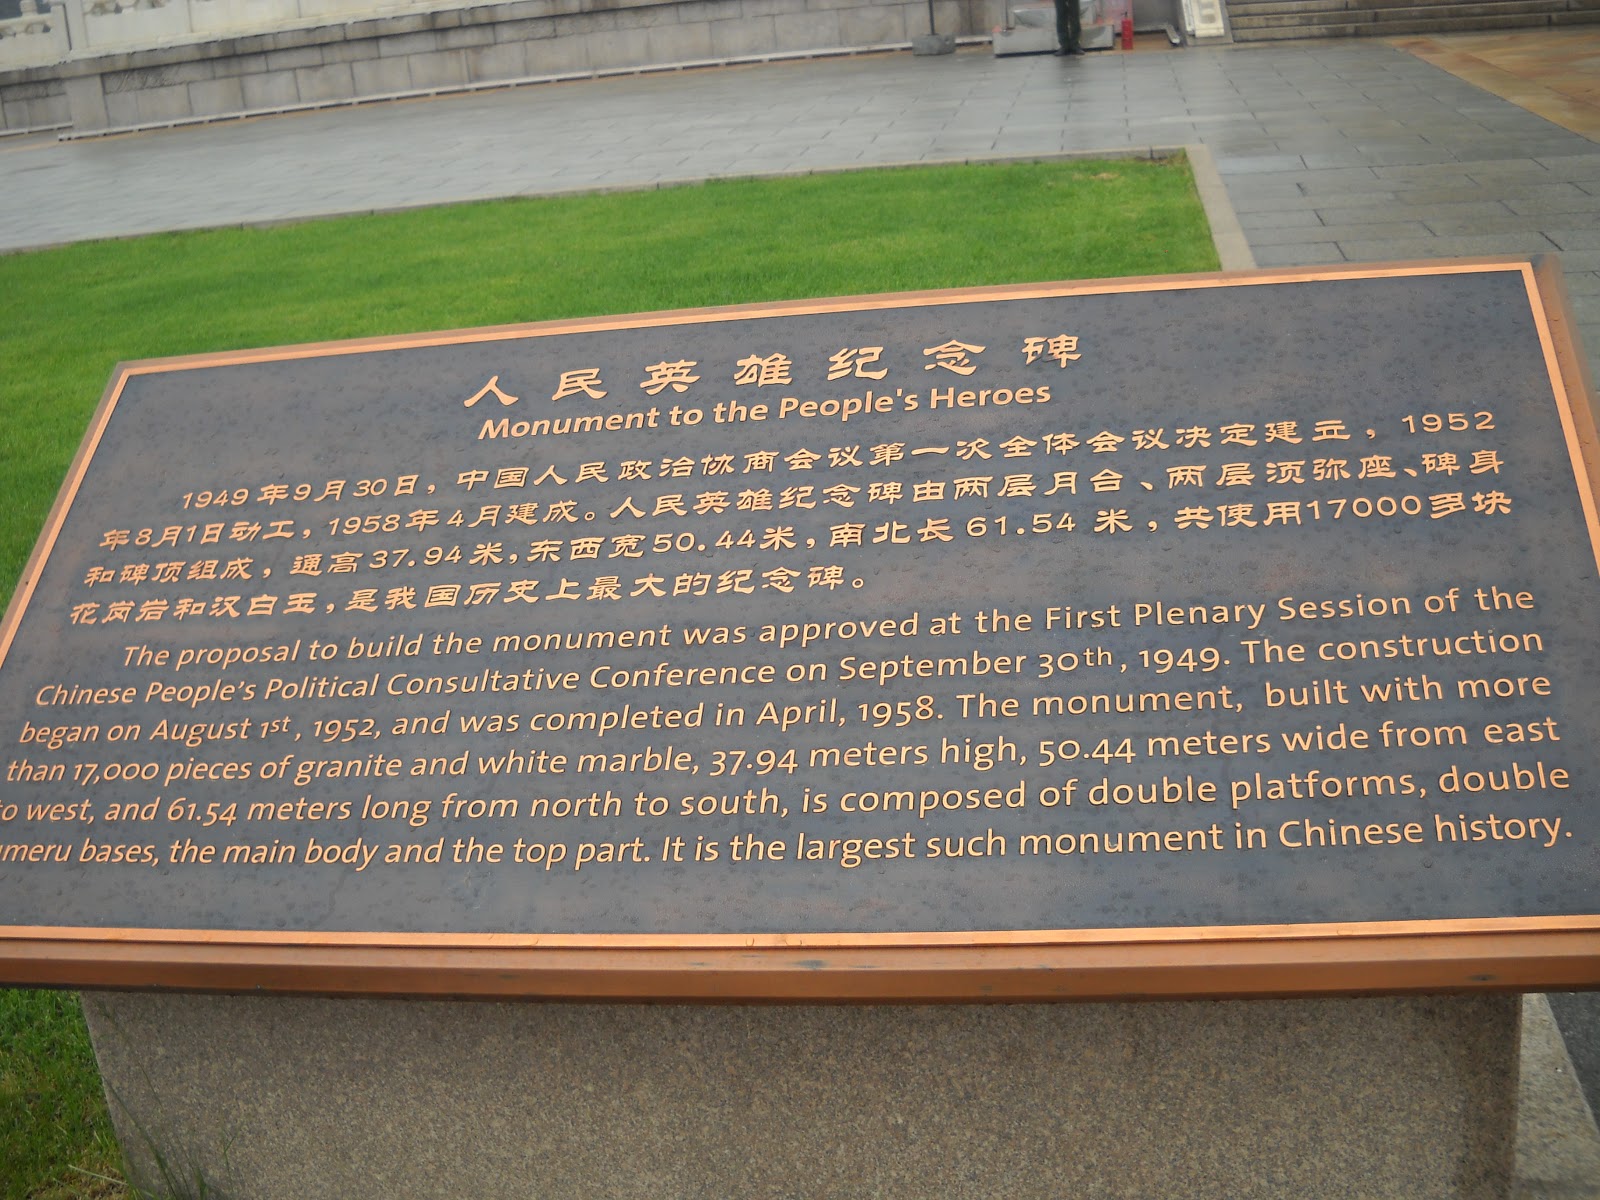 人民英雄纪念碑
Monument to the People's Heroes
1949年9月30日，中国人民政治协商会议第一次全体会议决定建立，1952
年8月1日动工，1958年4月建成。人民英雄纪念碑由两层月台、两层须弥座、碑身
和碑顶组成，通高37.94米，东西宽50.44米，南北长61.54米，共使用17000多块
花岗岩和汉白玉，是我国历史上最大的纪念碑。
The proposal to build the monument was approved at the First Plenary Session of the
Chinese People's Political Consultative Conference on September 30th, 1949. The construction
began on August 1st, 1952, and was completed in April, 1958. The monument, built with more
than 17,000 pieces of granite and white marble, 37.94 meters high, 50.44 meters wide from east
to west, and 61.54 meters long from north to south, is composed of double platforms, double
umeru bases, the main body and the top part. It is the largest such monument in Chinese history.